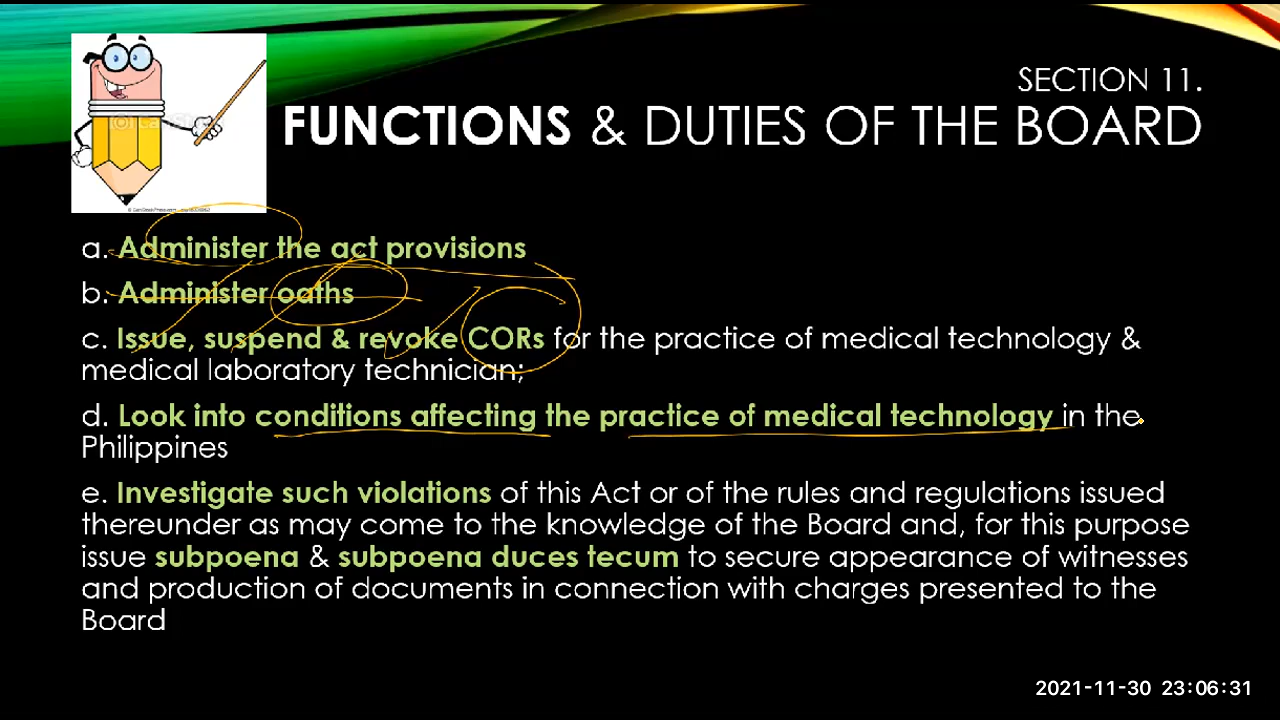 SECTION 11.
FUNCTIONS & DUTIES OF THE BOARD
a. Administer the act provisions
b. Administer oaths
c. Issue, suspend & revoke CORs for the practice of medical technology &
medical laboratory technician;
d. Look into conditions affecting the practice of medical technology in the
Philippines
e. Investigate such violations of this Act or of the rules and regulations issued
thereunder as may come to the knowledge of the Board and, for this purpose
issue subpoena & subpoena duces tecum to secure appearance of witnesses
and production of documents in connection with charges presented to the
Board
2021-11-30 23:06:31